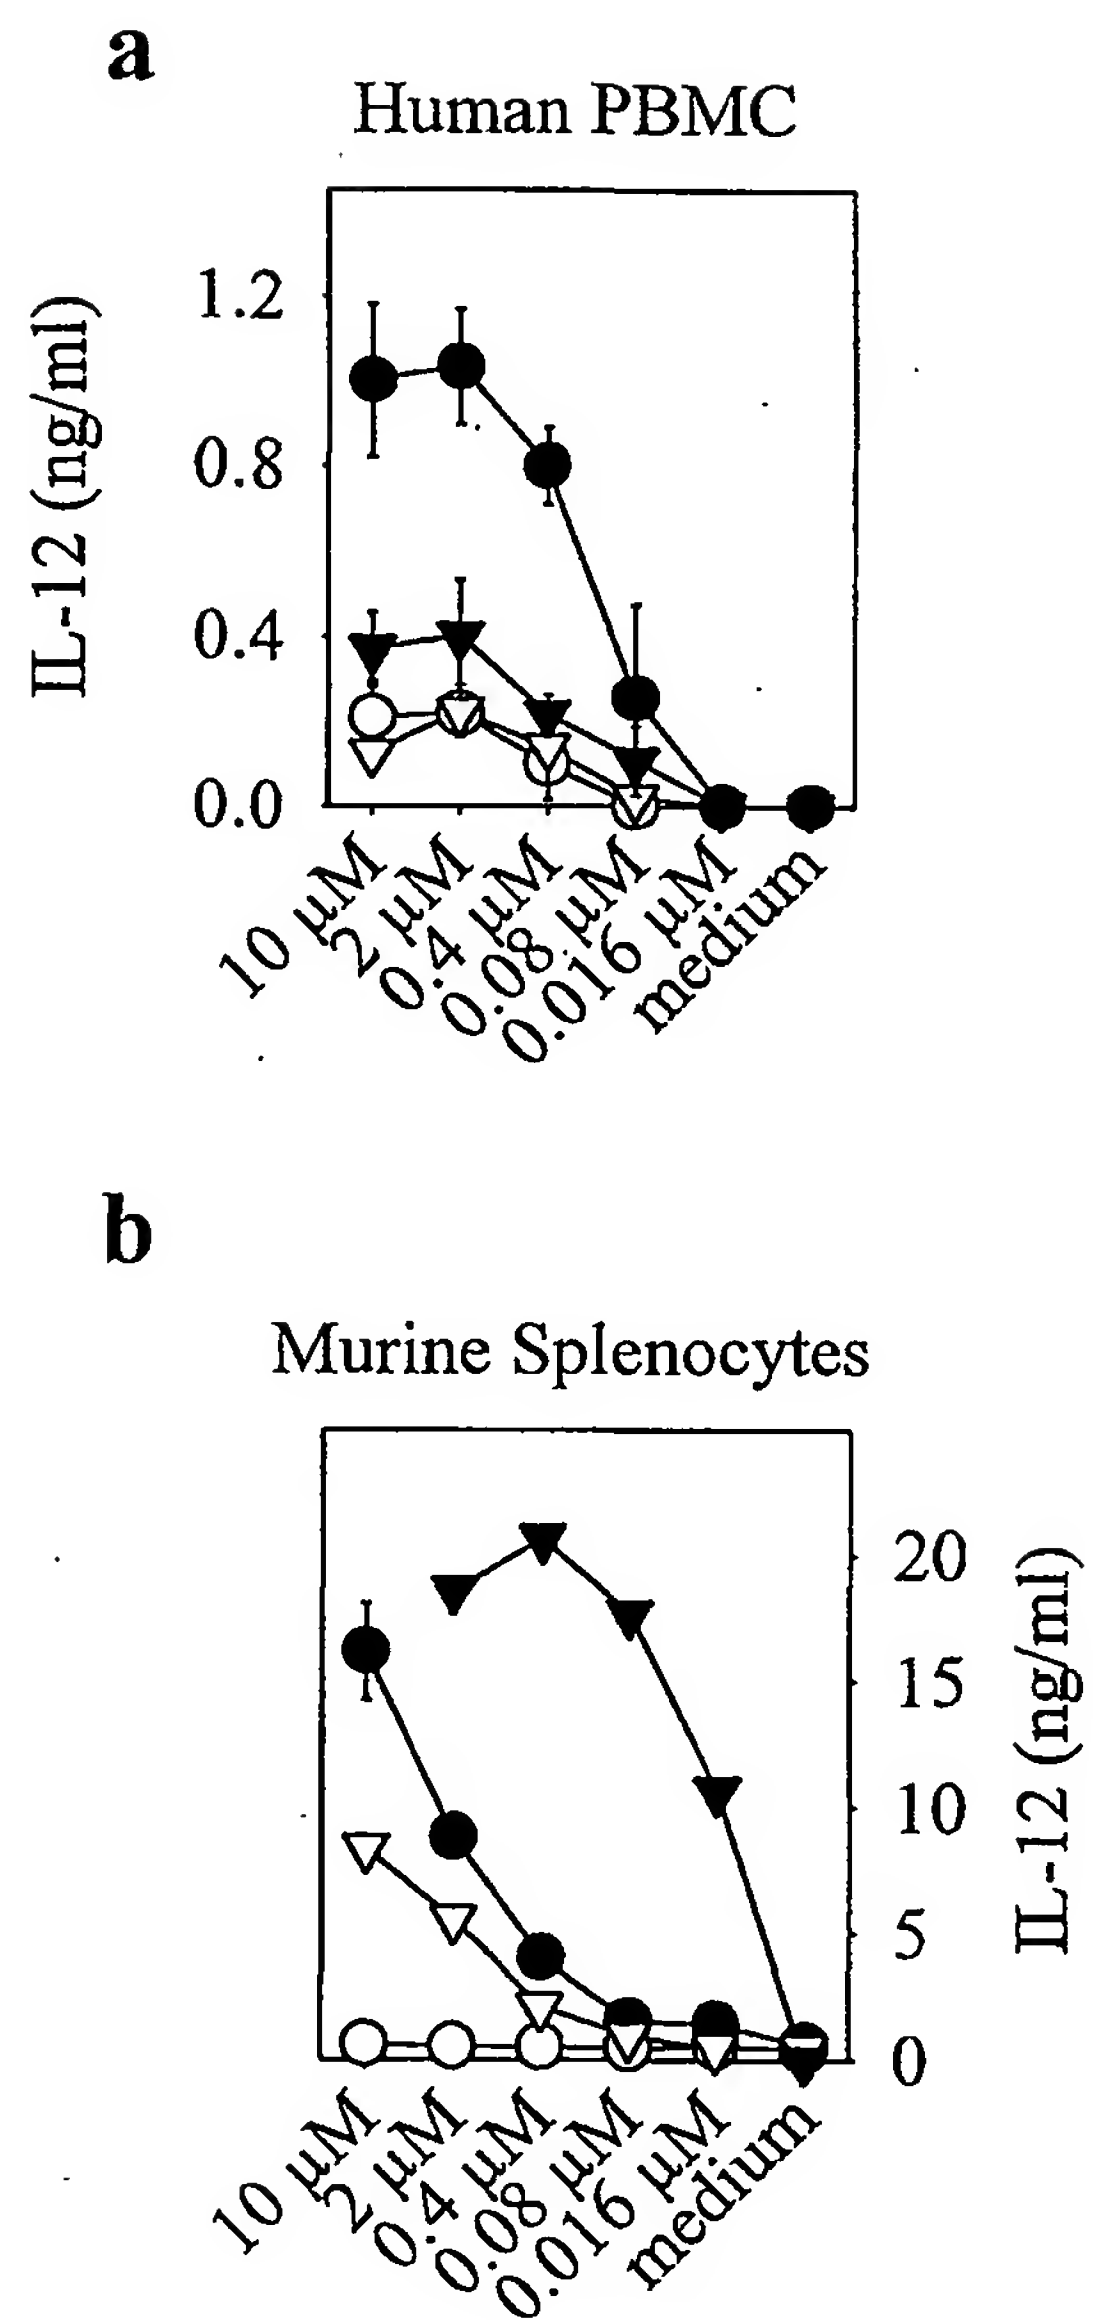 a
Human PBMC
IL-12 (ng/ml)
1.2
0.8
0.4
0.0
10 µM
2 µM
0.4 µM
0.08 µM
0.016 µM
medium
b
Murine Splenocytes
20
15
10
5
0
IL-12 (ng/ml)
10 µM
2 µM
0.4 µM
0.08 µM
0.016 µM
medium